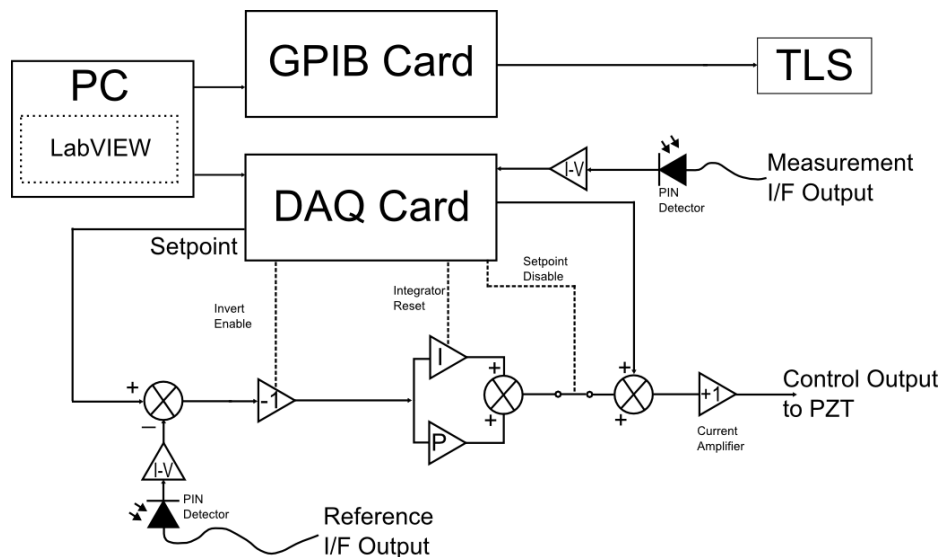 GPIB Card
TLS
PC
LabVIEW
I-V
Measurement
I/F Output
PIN
Detector
DAQ Card
Setpoint
Setpoint
Disable
Invert
Enable
Integrator
Reset
+
−
-1
I
P
+
+
+
+
+1
Current
Amplifier
Control Output
to PZT
I-V
PIN
Detector
Reference
I/F Output